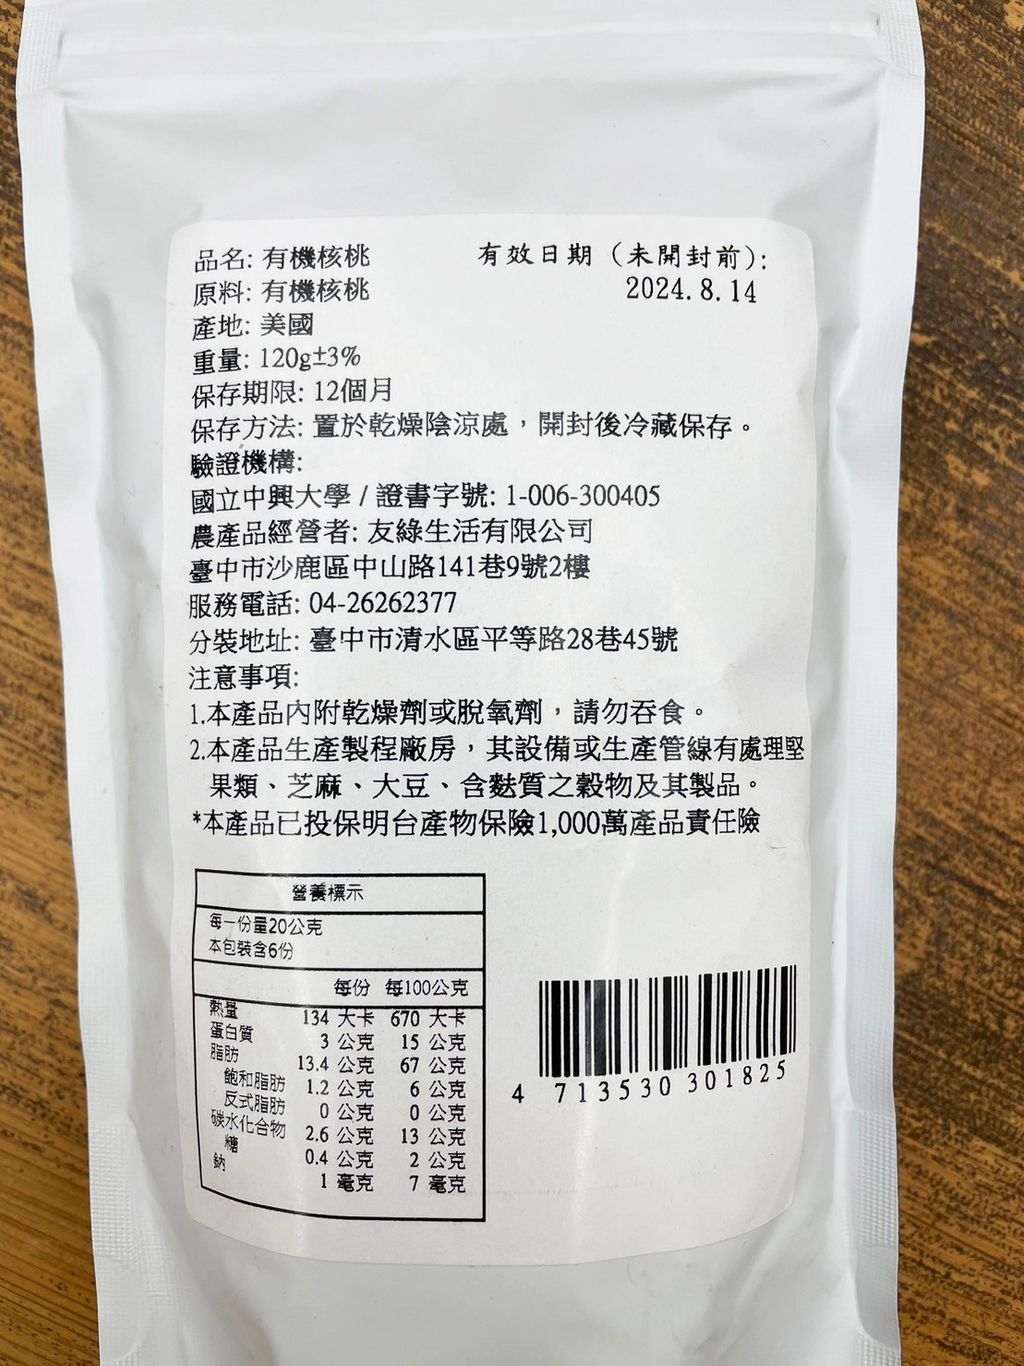 品名: 有機核桃
有效日期（未開封前）:
原料: 有機核桃
2024.8.14
產地: 美國
重量: 120g±3%
保存期限: 12個月
保存方法: 置於乾燥陰涼處，開封後冷藏保存。
驗證機構:
國立中興大學 / 證書字號: 1-006-300405
農產品經營者: 友綠生活有限公司
臺中市沙鹿區中山路141巷9號2樓
服務電話: 04-26262377
分裝地址: 臺中市清水區平等路28巷45號
注意事項:
1.本產品內附乾燥劑或脫氧劑，請勿吞食。
2.本產品生產製程廠房，其設備或生產管線有處理堅
果類、芝麻、大豆、含麩質之穀物及其製品。
*本產品已投保明台產物保險1,000萬產品責任險
營養標示
每一份量20公克
本包裝含6份
每份 每100公克
熱量 134 大卡 670 大卡
蛋白質 3 公克 15 公克
脂肪 13.4 公克 67 公克
飽和脂肪 1.2 公克 6 公克
反式脂肪 0 公克 0 公克
碳水化合物 2.6 公克 13 公克
糖 0.4 公克 2 公克
鈉 1 毫克 7 毫克
4 713530 301825